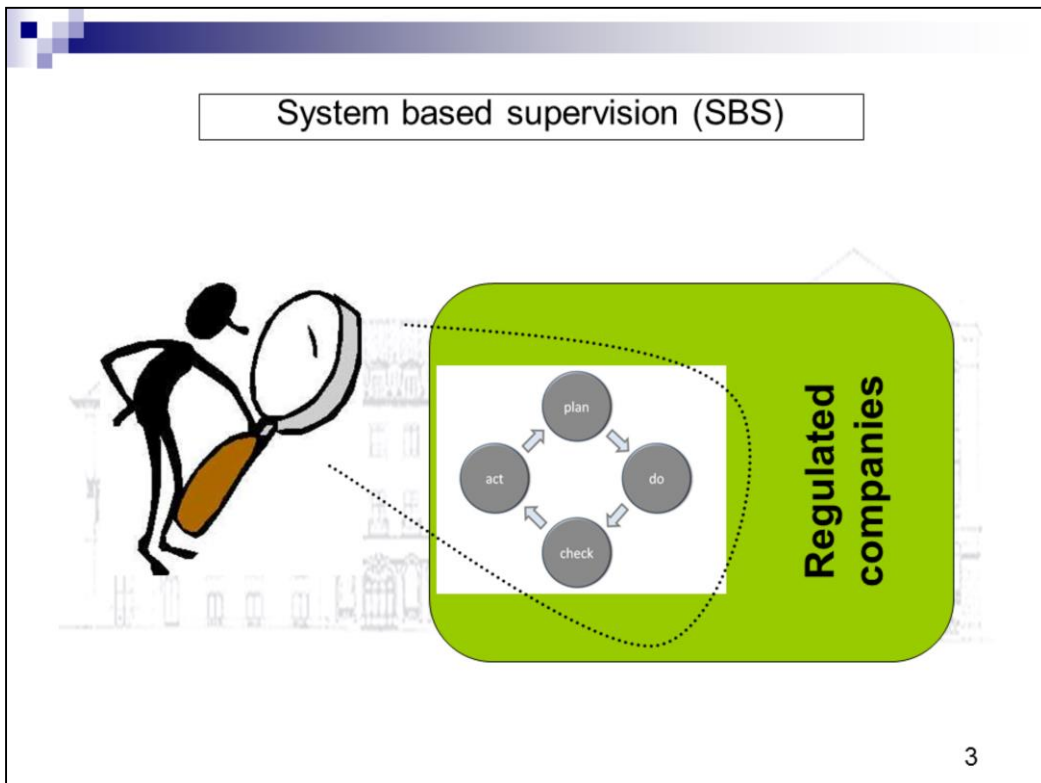 System based supervision (SBS)
plan
act
do
check
Regulated
companies
3